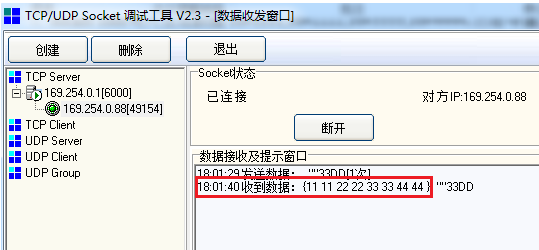 TCP/UDP Socket 调试工具 V2.3 - [数据收发窗口]
创建 删除 退出
TCP Server
169.254.0.1[6000]
169.254.0.88[49154]
TCP Client
UDP Server
UDP Client
UDP Group
Socket状态
已连接 对方IP:169.254.0.88
断开
数据接收及提示窗口
18:01:29发送数据： ""33DD[1次]
18:01:40收到数据：{11 11 22 22 33 33 44 44 } ""33DD